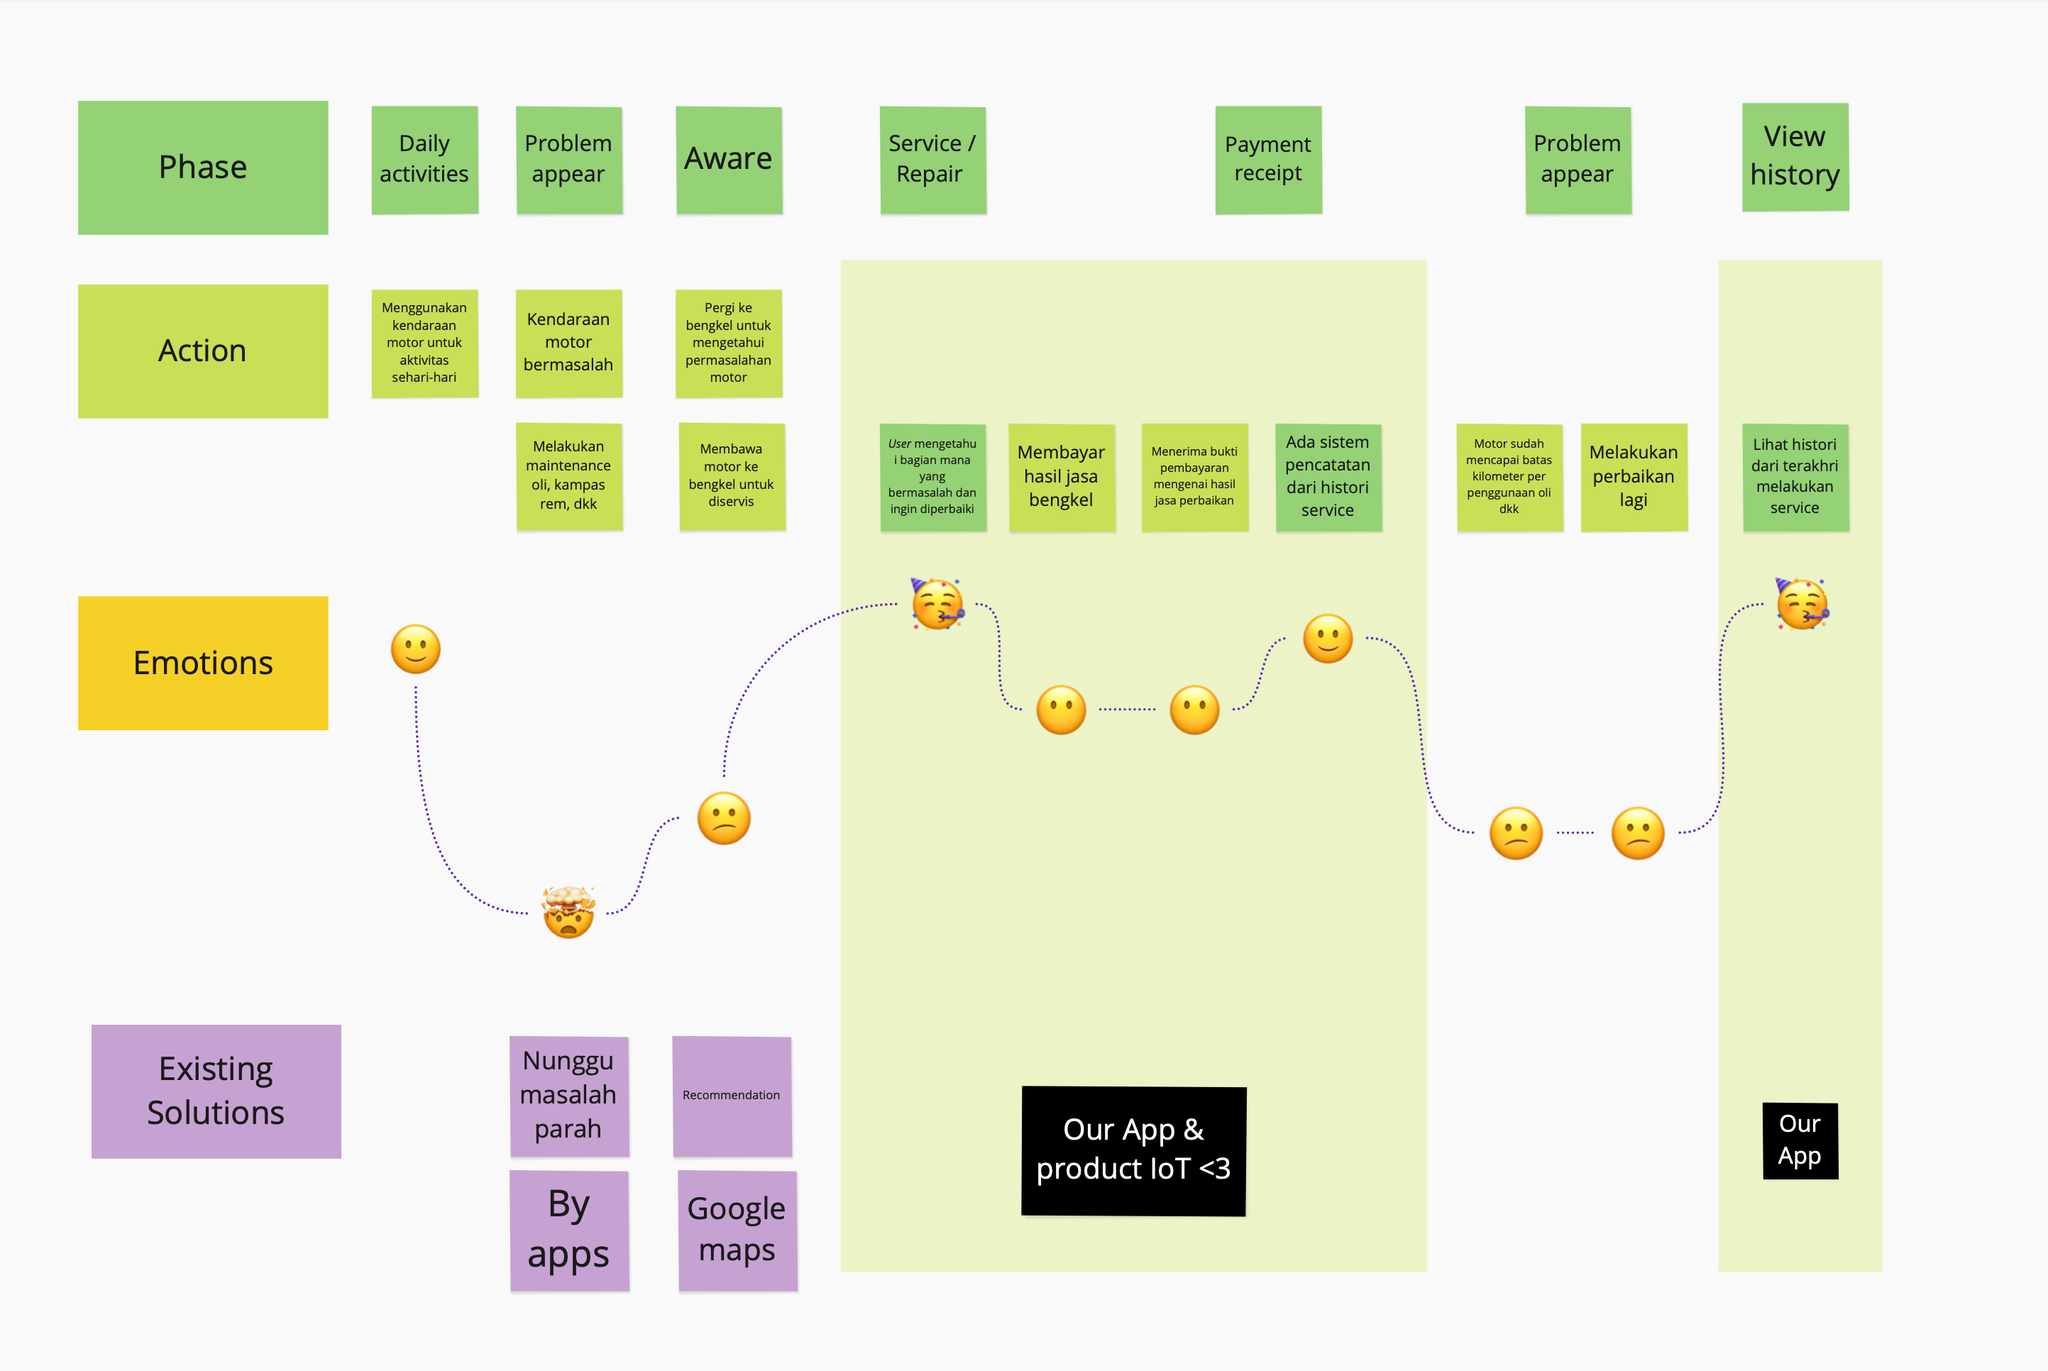 Phase
Daily
activities
Problem
appear
Aware
Service /
Repair
Payment
receipt
Problem
appear
View
history
Action
Menggunakan
kendaraan
motor untuk
aktivitas
sehari-hari
Kendaraan
motor
bermasalah
Pergi ke
bengkel untuk
mengetahui
permasalahan
motor
Melakukan
maintenance
oli, kampas
rem, dkk
Membawa
motor ke
bengkel untuk
diservis
User mengetahu
i bagian mana
yang
bermasalah dan
ingin diperbaiki
Membayar
hasil jasa
bengkel
Menerima bukti
pembayaran
mengenai hasil
jasa perbaikan
Ada sistem
pencatatan
dari histori
service
Motor sudah
mencapai batas
kilometer per
penggunaan oli
dkk
Melakukan
perbaikan
lagi
Lihat histori
dari terakhri
melakukan
service
Emotions
Existing
Solutions
Nunggu
masalah
parah
Recommendation
By
apps
Google
maps
Our App &
product IoT <3
Our
App